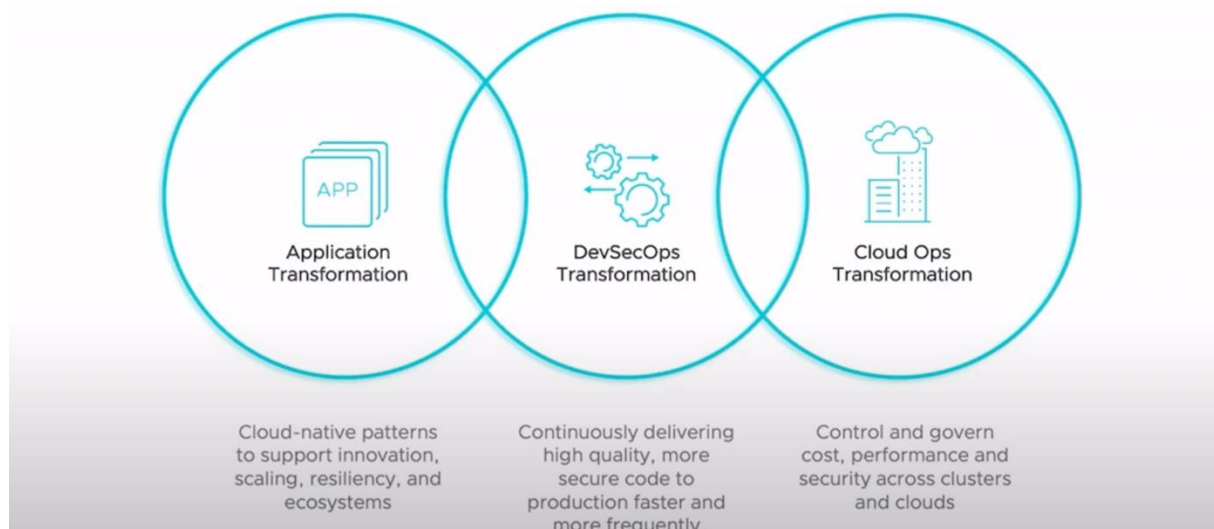 APP
Application
Transformation
DevSecOps
Transformation
Cloud Ops
Transformation
Cloud-native patterns
to support innovation,
scaling, resiliency, and
ecosystems
Continuously delivering
high quality, more
secure code to
production faster and
more frequently
Control and govern
cost, performance and
security across clusters
and clouds